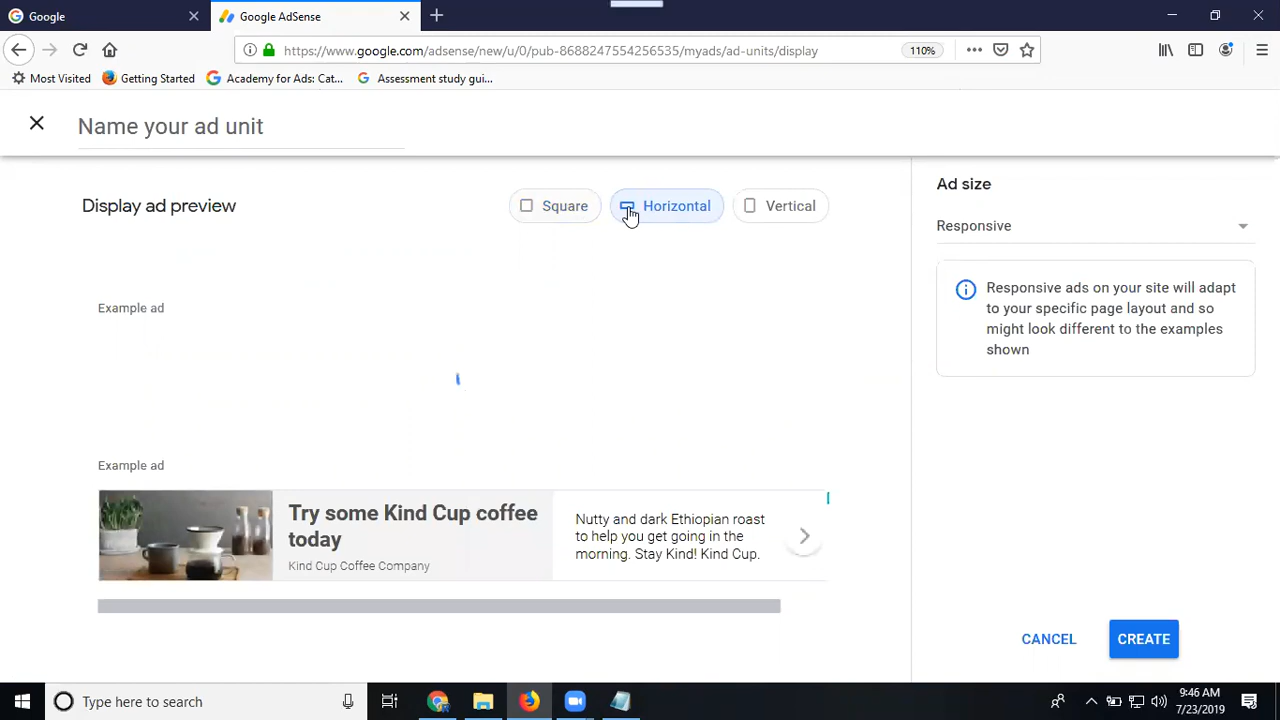 Google
Google AdSense
https://www.google.com/adsense/new/u/0/pub-8688247554256535/myads/ad-units/display
110%
Most Visited
Getting Started
Academy for Ads: Cat...
Assessment study gui...
Name your ad unit
Display ad preview
Square
Horizontal
Vertical
Ad size
Responsive
Responsive ads on your site will adapt
to your specific page layout and so
might look different to the examples
shown
Example ad
Example ad
Try some Kind Cup coffee
today
Kind Cup Coffee Company
Nutty and dark Ethiopian roast
to help you get going in the
morning. Stay Kind! Kind Cup.
CANCEL
CREATE
Type here to search
9:46 AM
7/23/2019